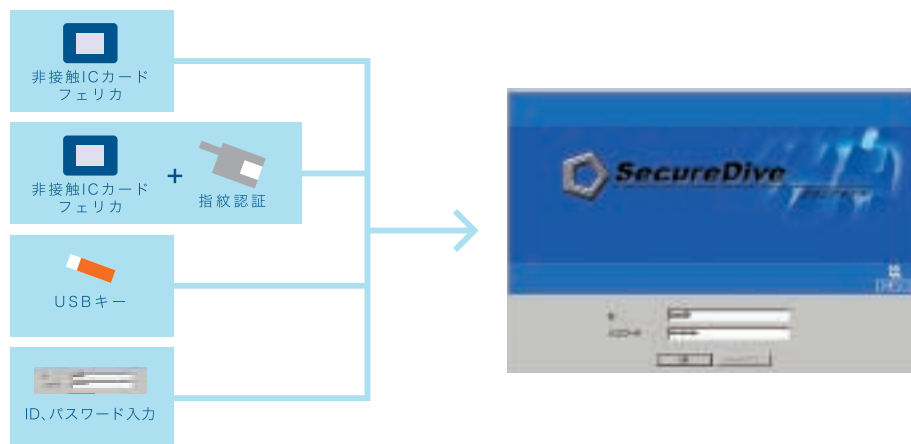 非接触ICカード
フェリカ
非接触ICカード
フェリカ
+
指紋認証
USBキー
ID、パスワード入力
SecureDive